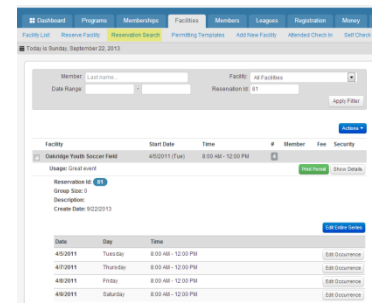 Dashboard Programs Memberships Facilities Members Leagues Registration Money
Facility List Reserve Facility Reservation Search Permitting Templates Add New Facility Attended Check-In Self Check
Today is Sunday, September 22, 2013
Member: Last name... Facility: All Facilities
Date Range: - Reservation Id: 81
Apply Filter
Actions
Facility Start Date Time # Member Fee Security
Oakridge Youth Soccer Field 4/5/2011 (Tue) 8:00 AM - 12:00 PM 4
Usage: Great event Print Permit Show Details
Reservation Id: 81
Group Size: 0
Description:
Create Date: 9/22/2013
Edit Entire Series
Date Day Time
4/5/2011 Tuesday 8:00 AM - 12:00 PM Edit Occurrence
4/7/2011 Thursday 8:00 AM - 12:00 PM Edit Occurrence
4/8/2011 Friday 8:00 AM - 12:00 PM Edit Occurrence
4/9/2011 Saturday 8:00 AM - 12:00 PM Edit Occurrence